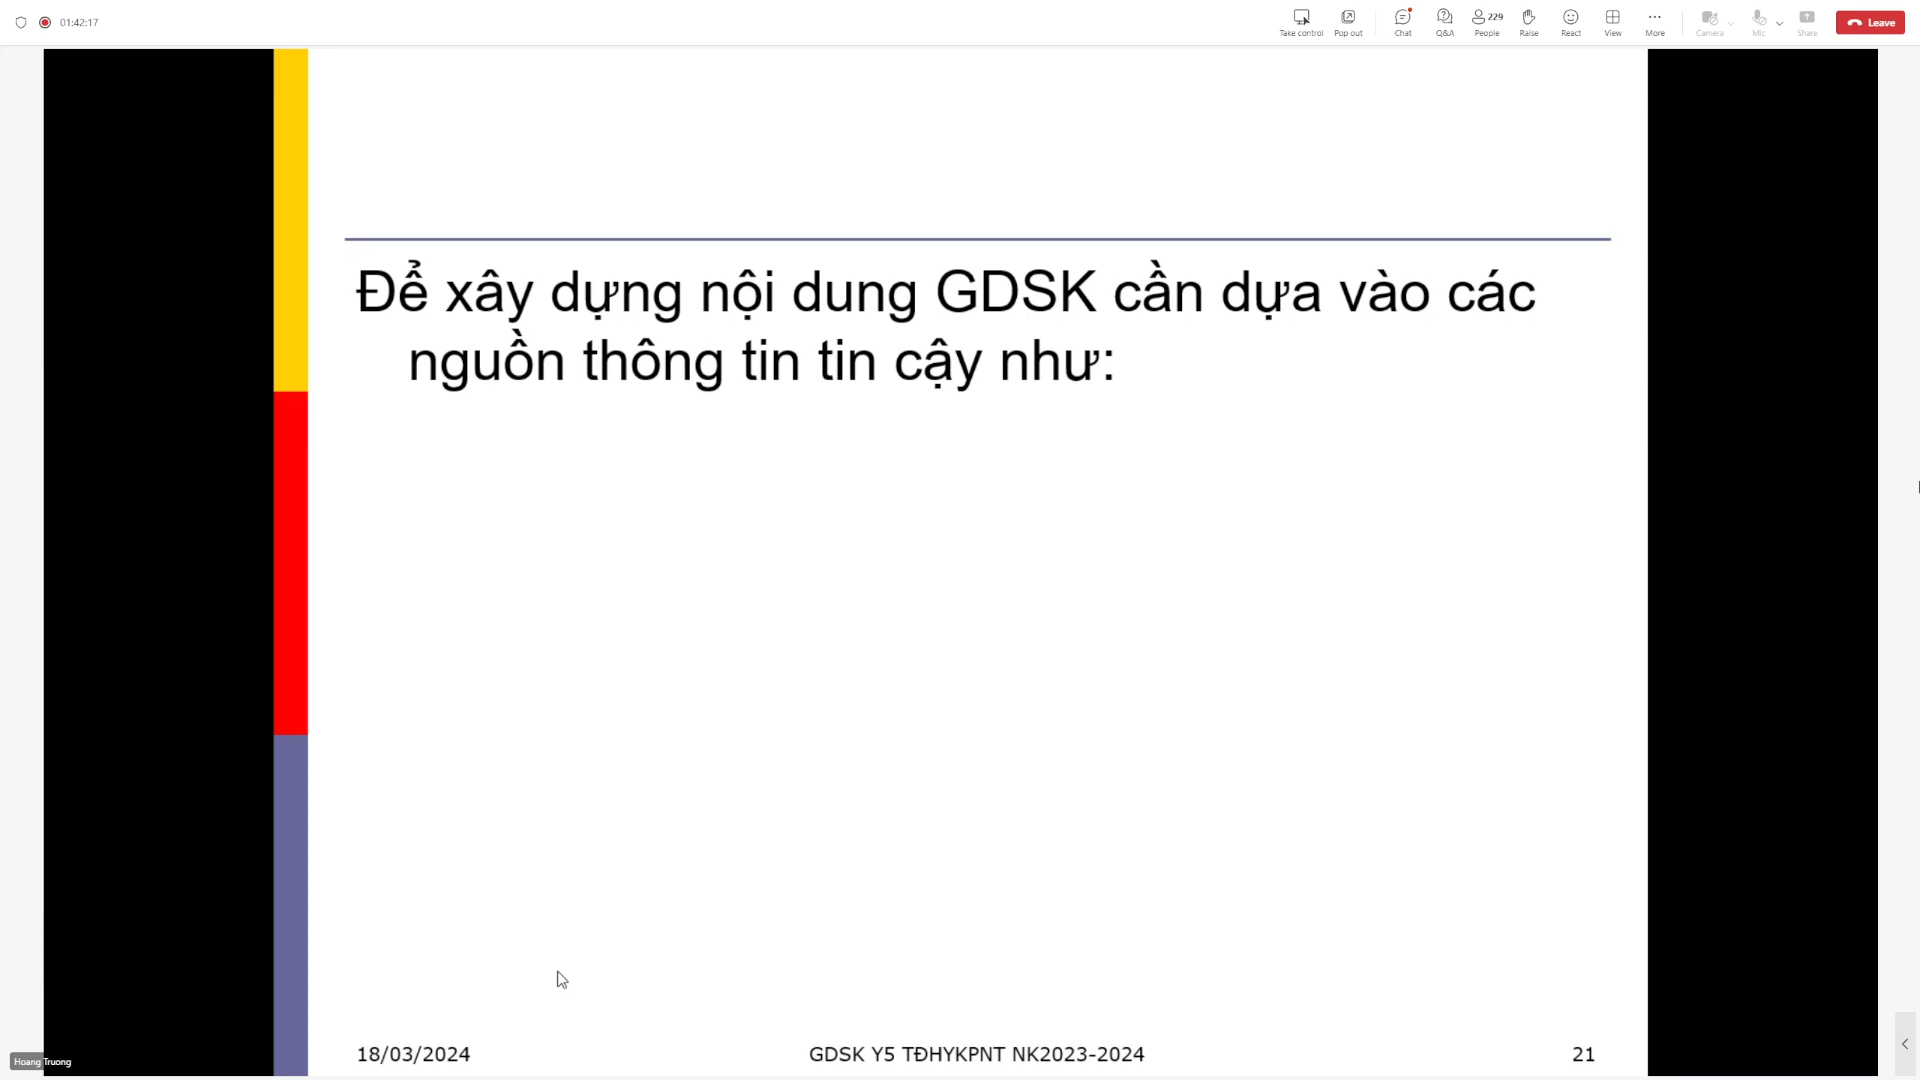 01:42:17
Take control
Pop out
Chat
Q&A
229
People
Raise
React
View
More
Camera
Mic
Share
Leave
Để xây dựng nội dung GDSK cần dựa vào các
nguồn thông tin tin cậy như:
18/03/2024
GDSK Y5 TĐHYKPNT NK2023-2024
21
Hoang Truong